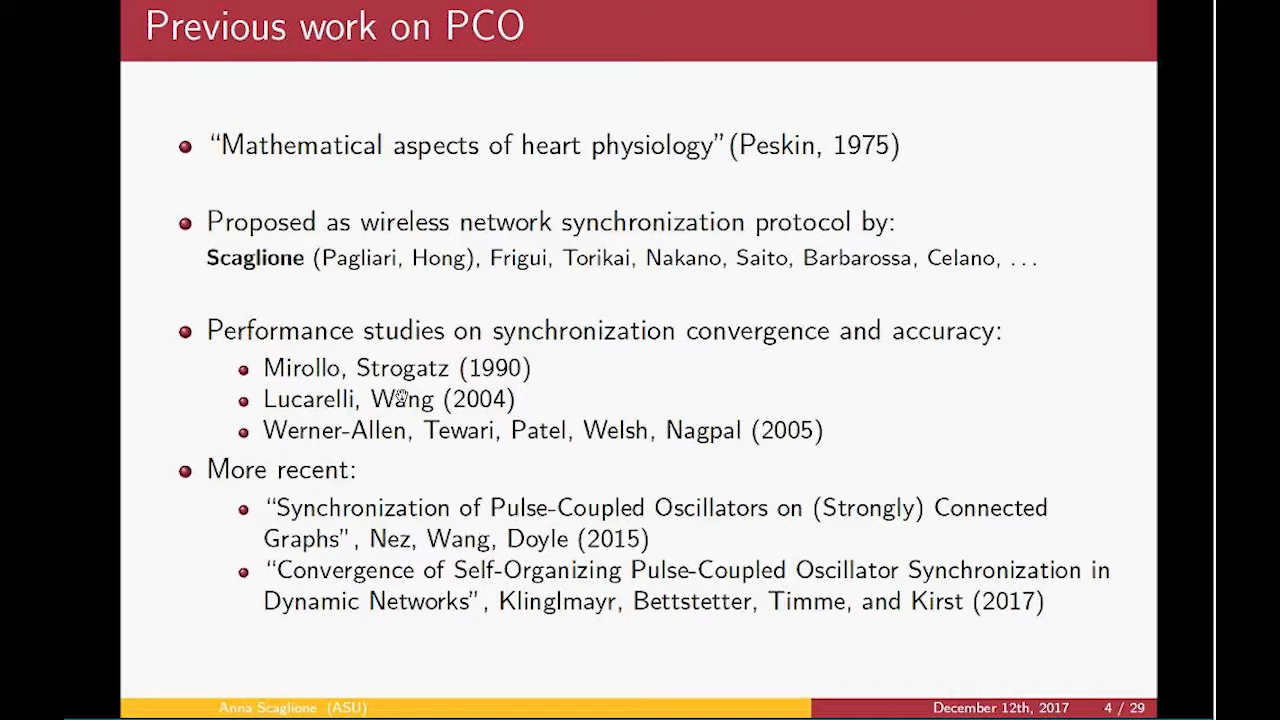 Previous work on PCO
“Mathematical aspects of heart physiology”(Peskin, 1975)
Proposed as wireless network synchronization protocol by:
Scaglione (Pagliari, Hong), Frigui, Torikai, Nakano, Saito, Barbarossa, Celano, ...
Performance studies on synchronization convergence and accuracy:
Mirollo, Strogatz (1990)
Lucarelli, Wang (2004)
Werner-Allen, Tewari, Patel, Welsh, Nagpal (2005)
More recent:
“Synchronization of Pulse-Coupled Oscillators on (Strongly) Connected
Graphs”, Nez, Wang, Doyle (2015)
“Convergence of Self-Organizing Pulse-Coupled Oscillator Synchronization in
Dynamic Networks”, Klinglmayr, Bettstetter, Timme, and Kirst (2017)
Anna Scaglione (ASU) December 12th, 2017 4 / 29